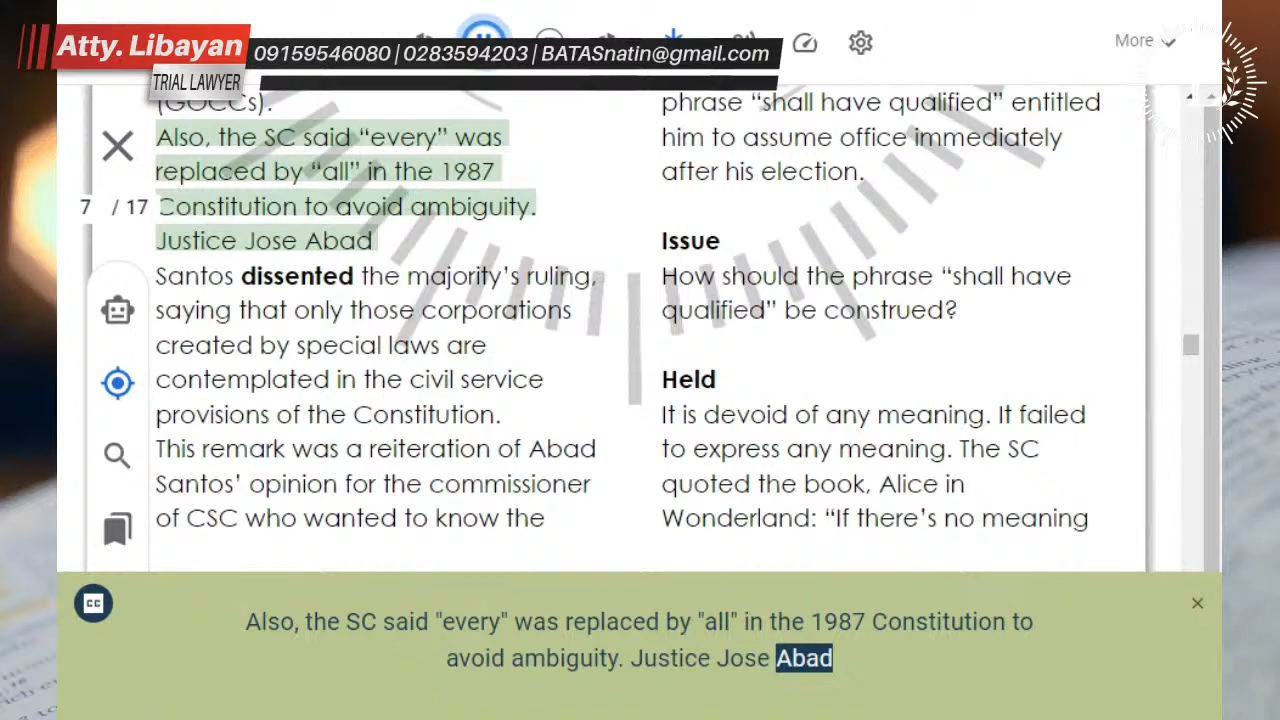 Atty. Libayan
TRIAL LAWYER
09159546080 | 0283594203 | BATASnatin@gmail.com
More
7 / 17
(GOCCs).
Also, the SC said “every” was
replaced by “all” in the 1987
Constitution to avoid ambiguity.
Justice Jose Abad
Santos dissented the majority’s ruling,
saying that only those corporations
created by special laws are
contemplated in the civil service
provisions of the Constitution.
This remark was a reiteration of Abad
Santos’ opinion for the commissioner
of CSC who wanted to know the
phrase “shall have qualified” entitled
him to assume office immediately
after his election.
Issue
How should the phrase “shall have
qualified” be construed?
Held
It is devoid of any meaning. It failed
to express any meaning. The SC
quoted the book, Alice in
Wonderland: “If there’s no meaning
CC
Also, the SC said "every" was replaced by "all" in the 1987 Constitution to
avoid ambiguity. Justice Jose Abad